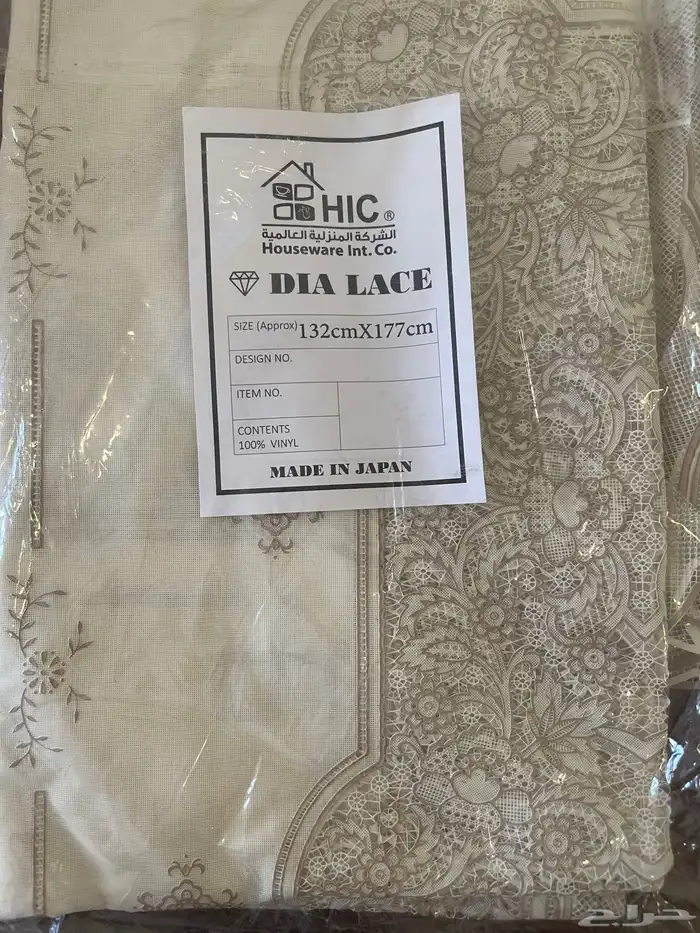 HIC ®
الشركة المنزلية العالمية
Houseware Int. Co.
DIA LACE
SIZE (Approx) 132cmX177cm
DESIGN NO.
ITEM NO.
CONTENTS
100% VINYL
MADE IN JAPAN
حراج